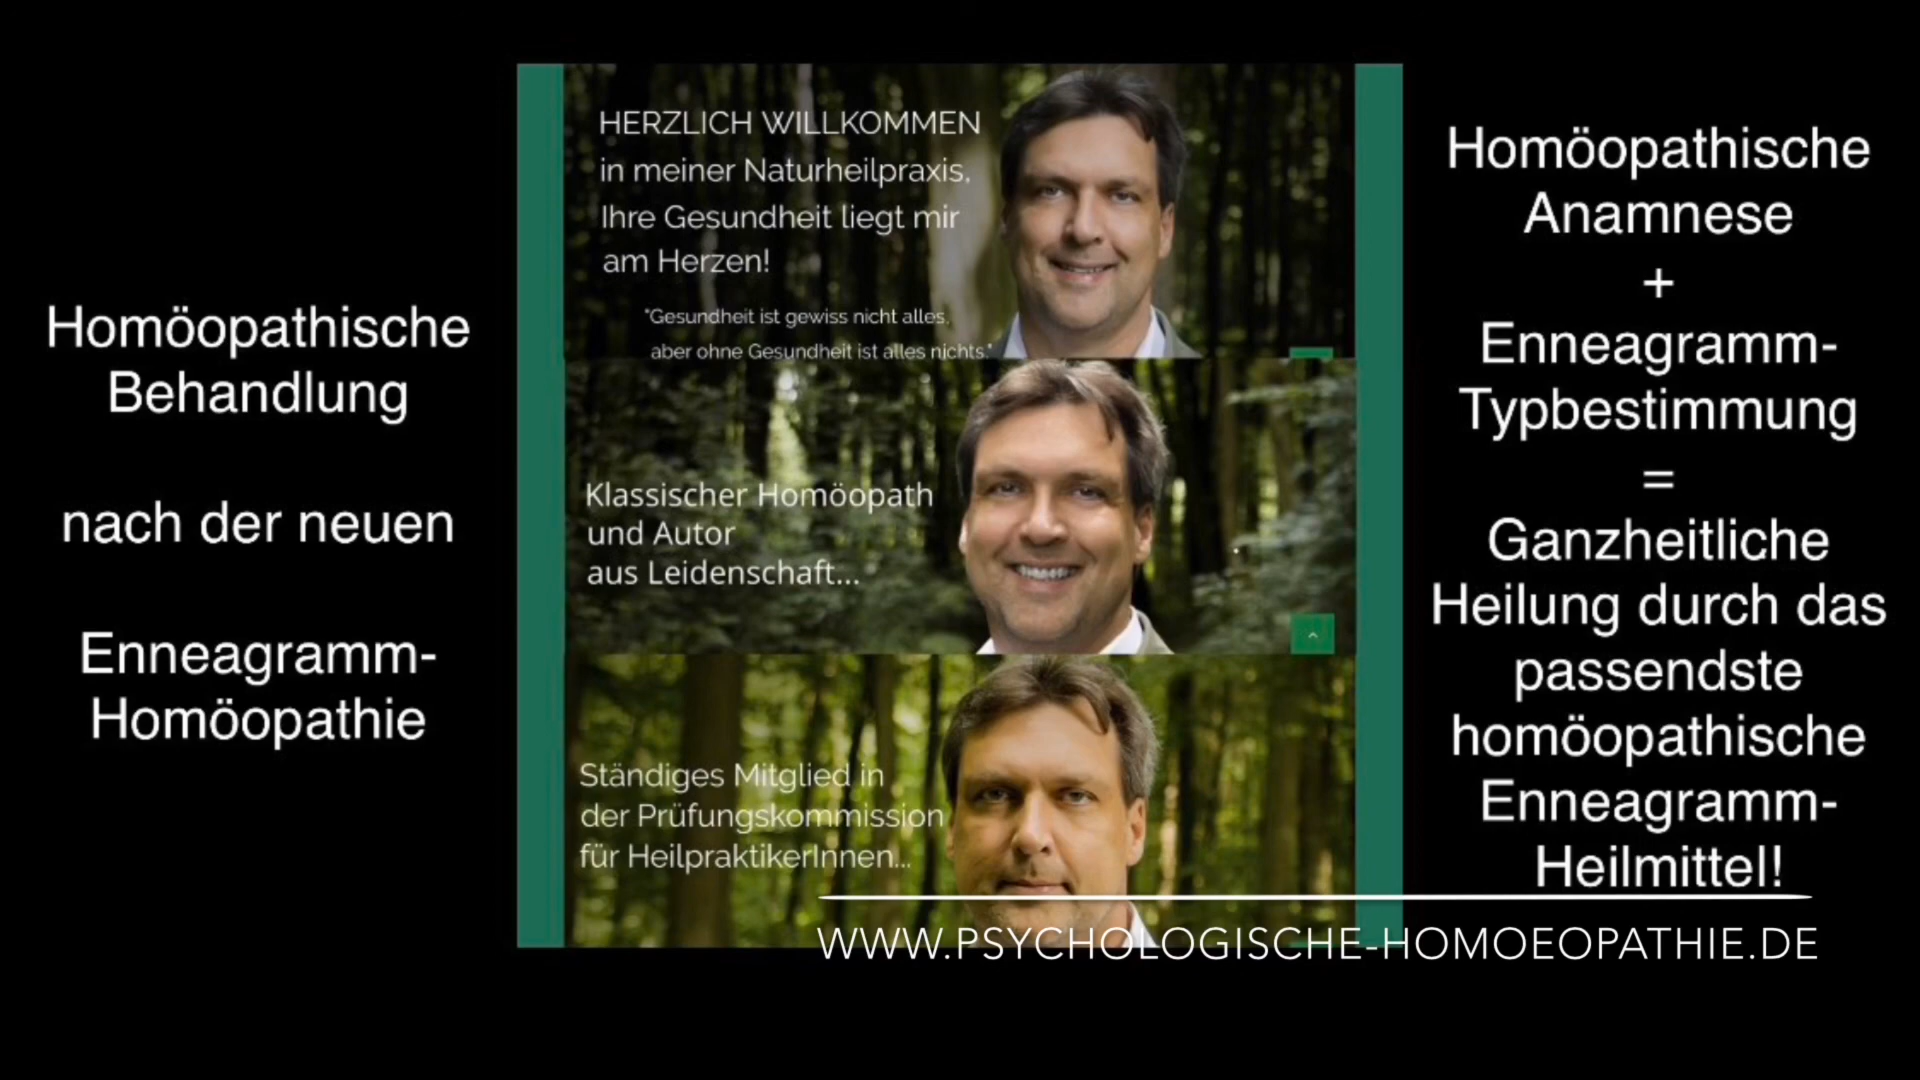 Homöopathische
Behandlung
nach der neuen
Enneagramm-
Homöopathie
HERZLICH WILLKOMMEN
in meiner Naturheilpraxis,
Ihre Gesundheit liegt mir
am Herzen!
"Gesundheit ist gewiss nicht alles,
aber ohne Gesundheit ist alles nichts."
Klassischer Homöopath
und Autor
aus Leidenschaft...
Ständiges Mitglied in
der Prüfungskommission
für HeilpraktikerInnen...
Homöopathische
Anamnese
+
Enneagramm-
Typbestimmung
=
Ganzheitliche
Heilung durch das
passendste
homöopathische
Enneagramm-
Heilmittel!
WWW.PSYCHOLOGISCHE-HOMOEOPATHIE.DE